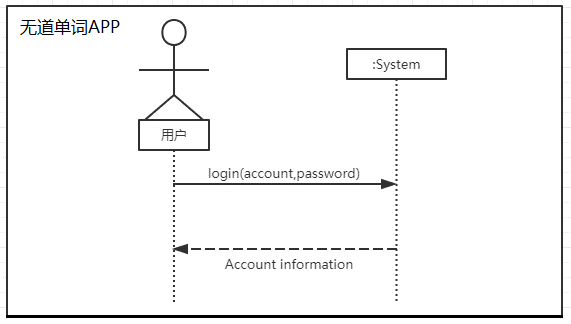 无道单词APP
:System
用户
login(account,password)
Account information